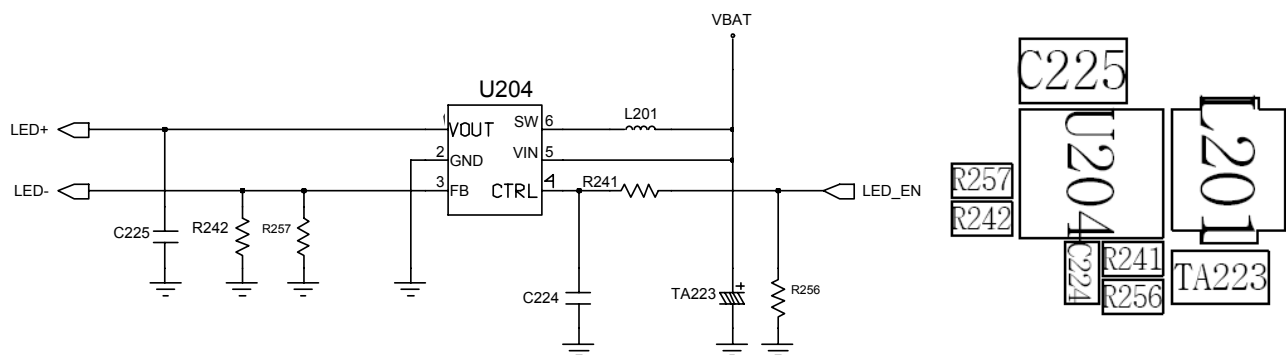 VBAT
U204
LED+
1
VOUT
SW
6
L201
2
GND
VIN
5
LED-
3
FB
CTRL
4
R241
LED_EN
C225
R242
R257
C224
TA223
+
R256
C225
U204
L201
R257
R242
C224
R241
R256
TA223